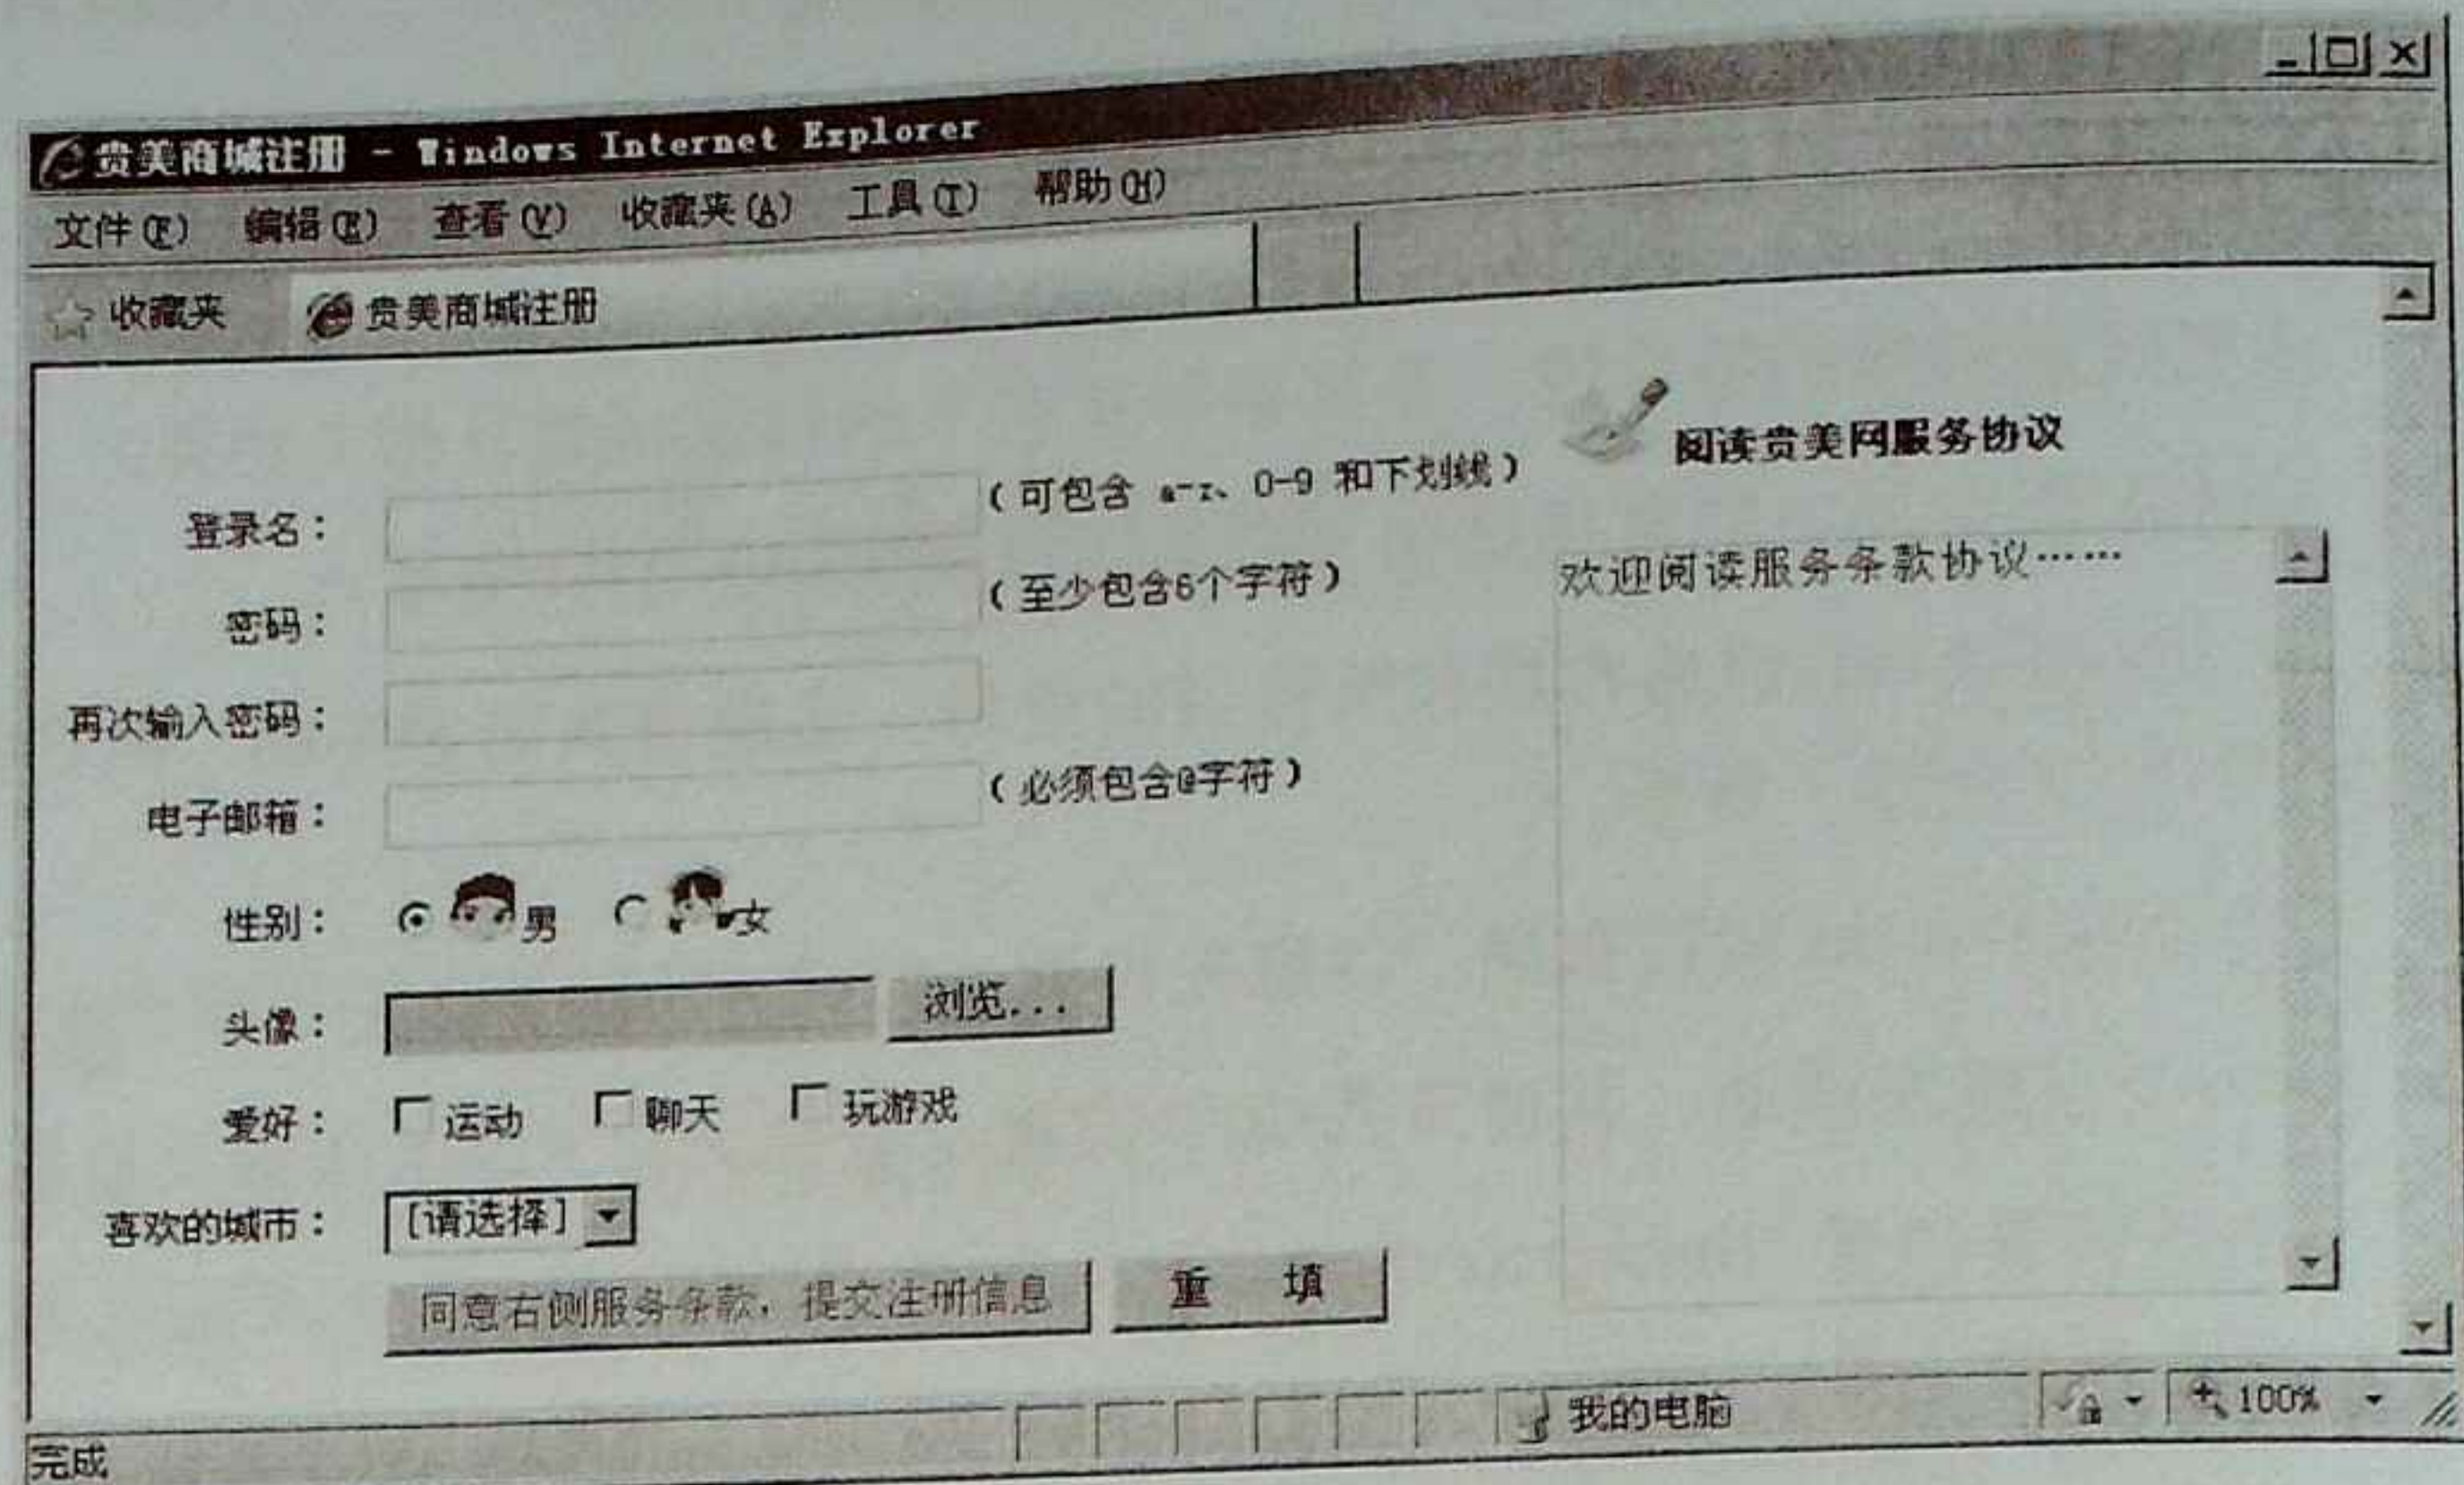 贵美商城注册 - Windows Internet Explorer
文件(F) 编辑(E) 查看(V) 收藏夹(A) 工具(T) 帮助(H)
收藏夹 贵美商城注册
阅读贵美网服务协议
登录名： (可包含 a-z、0-9 和下划线)
欢迎阅读服务条款协议……
密码： (至少包含6个字符)
再次输入密码：
电子邮箱： (必须包含@字符)
性别： 男 女
头像： 浏览...
爱好： 运动 聊天 玩游戏
喜欢的城市： [请选择]
同意右侧服务条款，提交注册信息 重 填
完成 我的电脑 100%